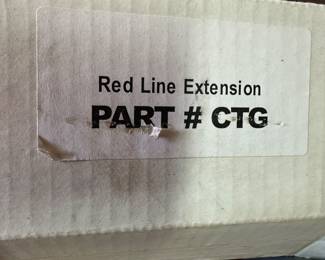 Red Line Extension
PART # CTG